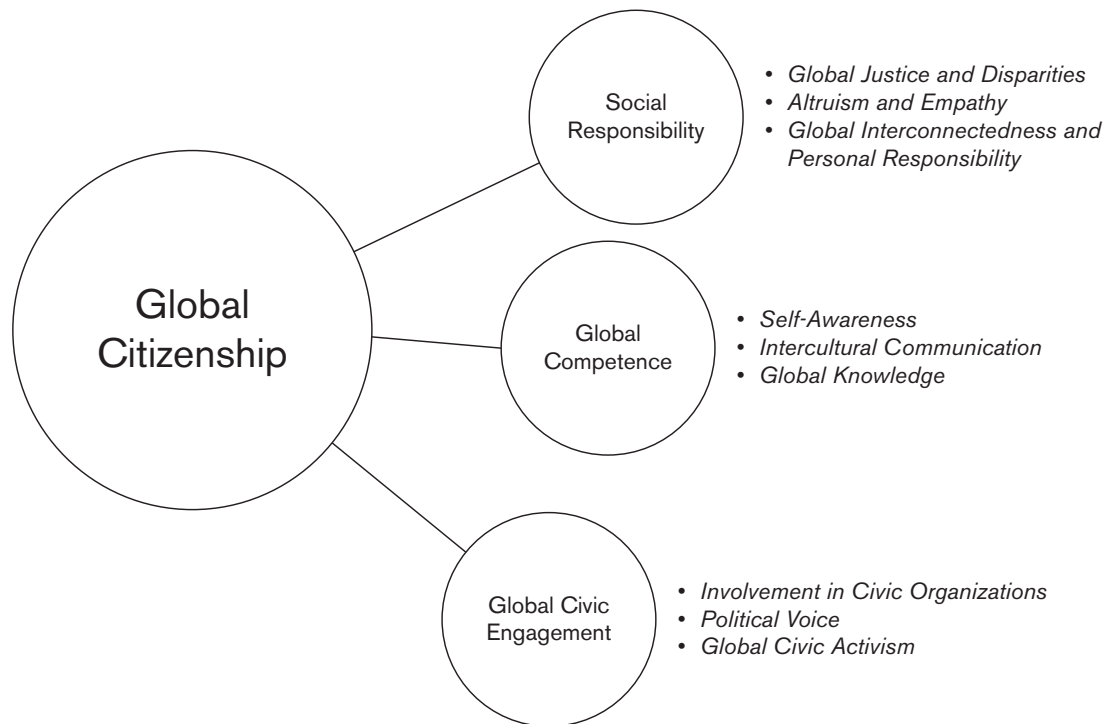 Social
Responsibility
• Global Justice and Disparities
• Altruism and Empathy
• Global Interconnectedness and
Personal Responsibility
Global
Citizenship
Global
Competence
• Self-Awareness
• Intercultural Communication
• Global Knowledge
Global Civic
Engagement
• Involvement in Civic Organizations
• Political Voice
• Global Civic Activism